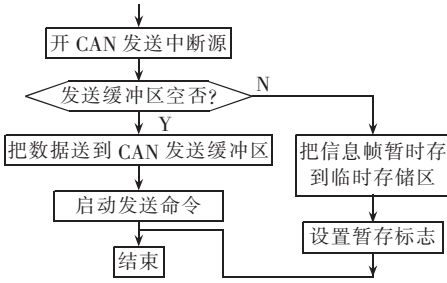 开 CAN 发送中断源
发送缓冲区空否?
N
Y
把数据送到 CAN 发送缓冲区
把信息帧暂时存
到临时存储区
启动发送命令
设置暂存标志
结束